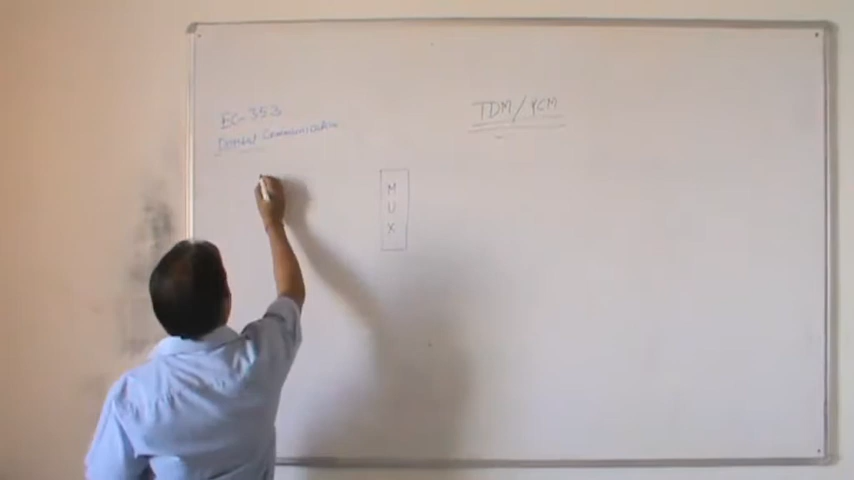 EC-353
Digital Communication
TDM/PCM
M
U
X